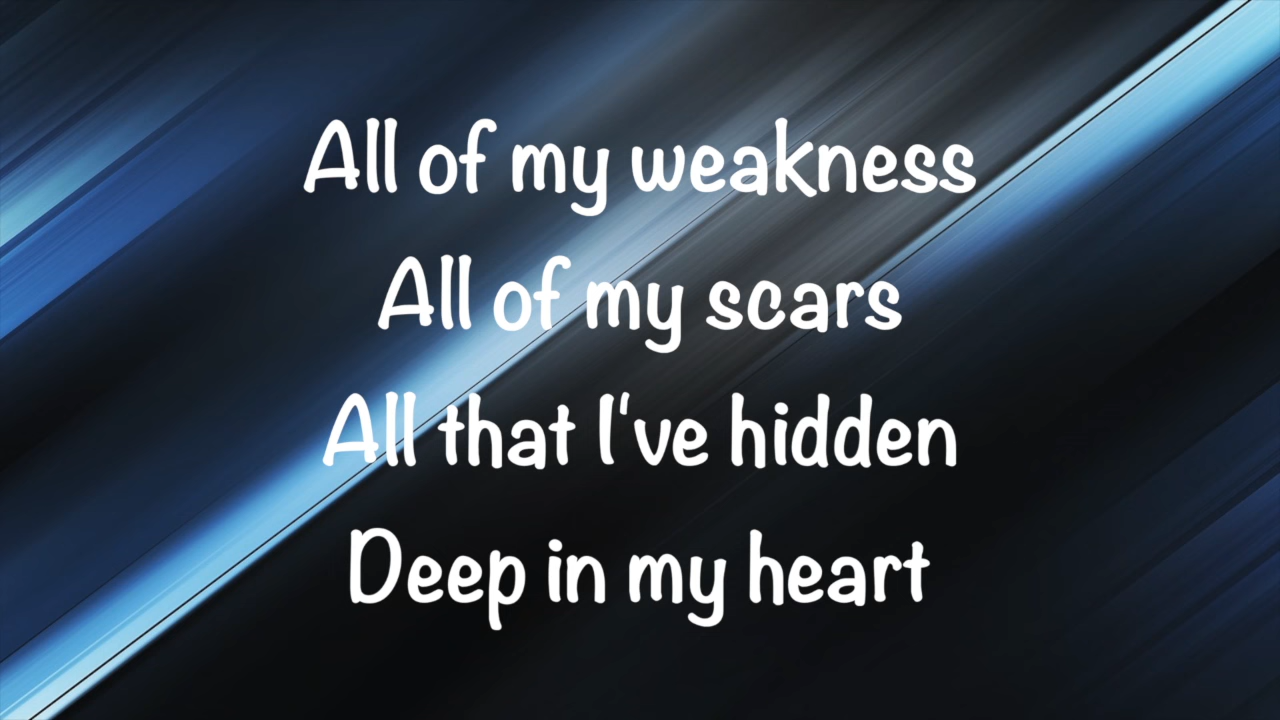 All of my weakness
All of my scars
All that I've hidden
Deep in my heart